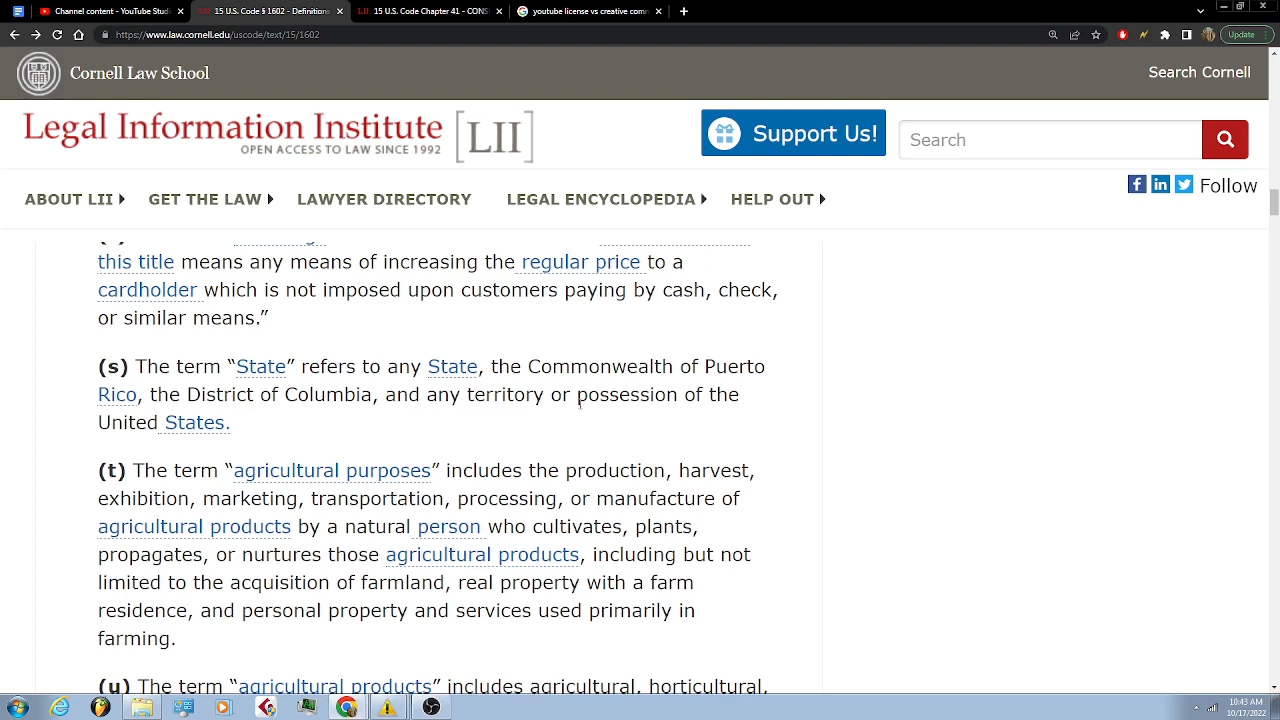 Channel content - YouTube Studi
15 U.S. Code § 1602 - Definitions
15 U.S. Code Chapter 41 - CONS
youtube license vs creative comm
https://www.law.cornell.edu/uscode/text/15/1602
Update
Cornell Law School
Search Cornell
Legal Information Institute [LII]
OPEN ACCESS TO LAW SINCE 1992
Support Us!
Search
ABOUT LII GET THE LAW LAWYER DIRECTORY LEGAL ENCYCLOPEDIA HELP OUT
Follow
this title means any means of increasing the regular price to a
cardholder which is not imposed upon customers paying by cash, check,
or similar means.”
(s) The term “State” refers to any State, the Commonwealth of Puerto
Rico, the District of Columbia, and any territory or possession of the
United States.
(t) The term “agricultural purposes” includes the production, harvest,
exhibition, marketing, transportation, processing, or manufacture of
agricultural products by a natural person who cultivates, plants,
propagates, or nurtures those agricultural products, including but not
limited to the acquisition of farmland, real property with a farm
residence, and personal property and services used primarily in
farming.
(u) The term “agricultural products” includes agricultural, horticultural,
10:43 AM
10/17/2022